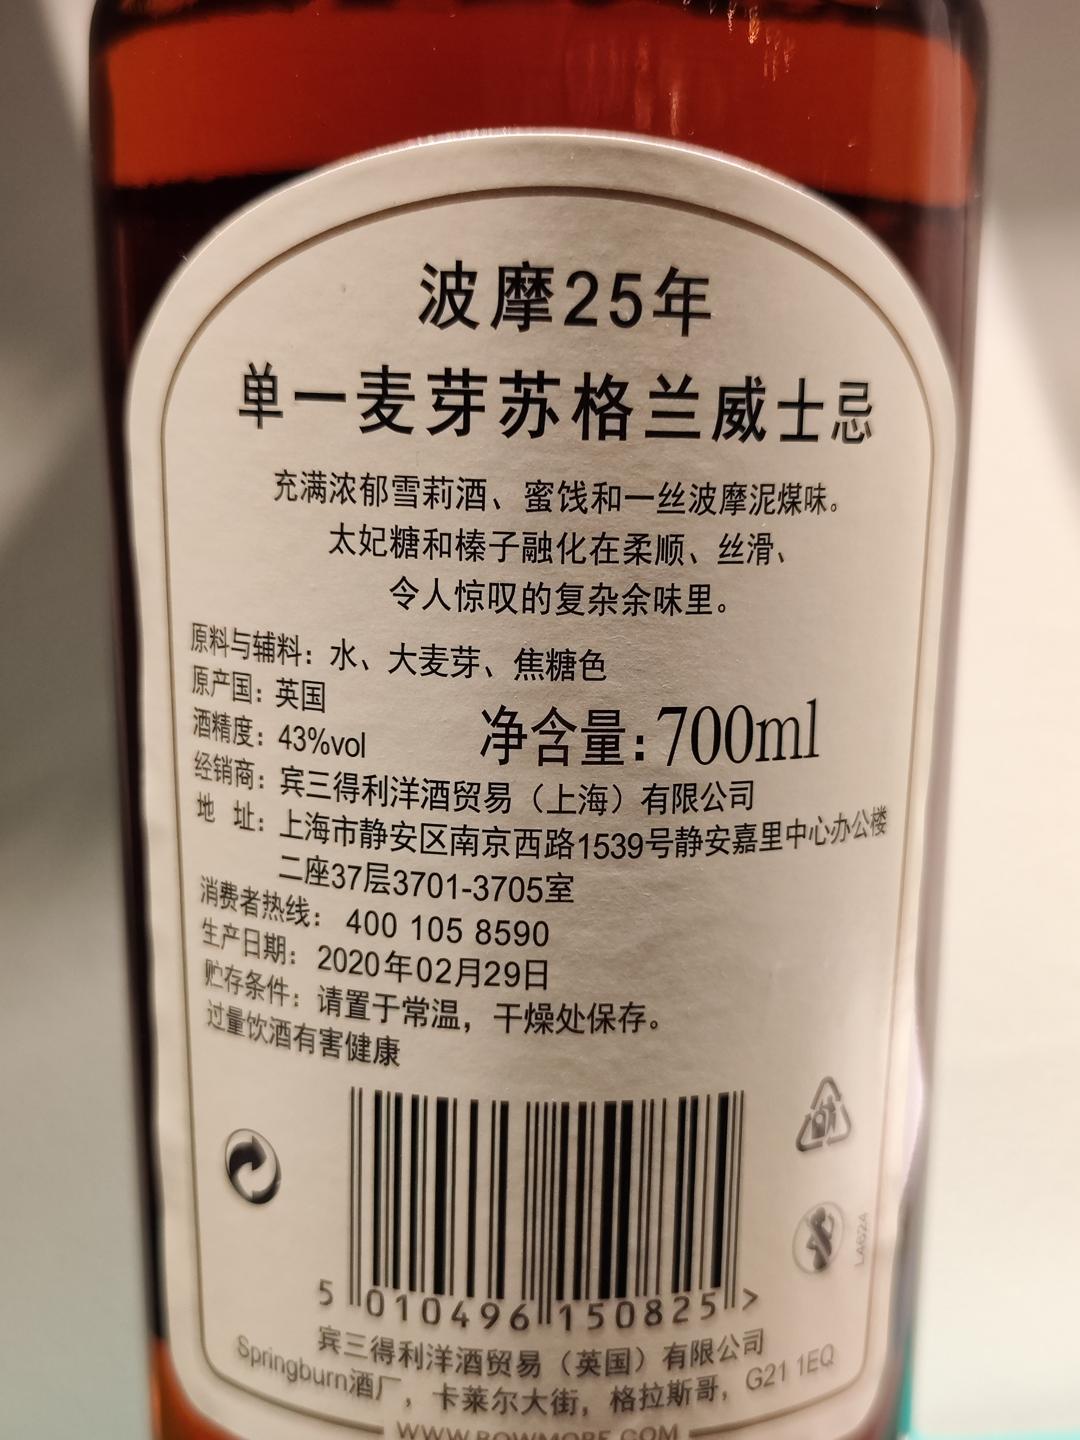 波摩25年
单一麦芽苏格兰威士忌
充满浓郁雪莉酒、蜜饯和一丝波摩泥煤味。
太妃糖和榛子融化在柔顺、丝滑、
令人惊叹的复杂余味里。
原料与辅料：水、大麦芽、焦糖色
原产国：英国
酒精度：43%vol
净含量:700ml
经销商：宾三得利洋酒贸易（上海）有限公司
地 址：上海市静安区南京西路1539号静安嘉里中心办公楼
二座37层3701-3705室
消费者热线：400 105 8590
生产日期：2020年02月29日
贮存条件：请置于常温，干燥处保存。
过量饮酒有害健康
LA624
5 010496 150825 >
宾三得利洋酒贸易（英国）有限公司
Springburn酒厂，卡莱尔大街，格拉斯哥，G21 1EQ
WWW.BOWMORE.COM